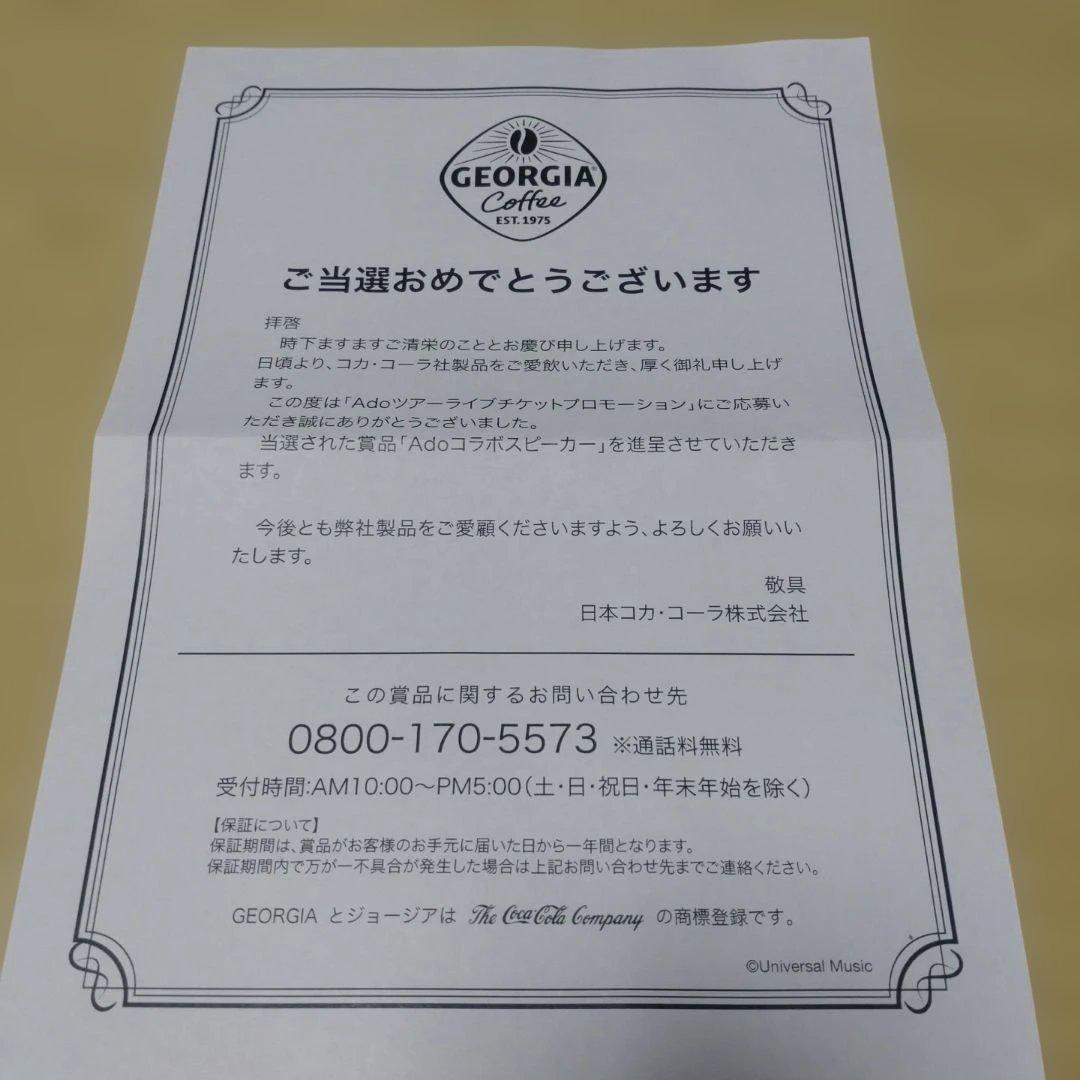 GEORGIA®
Coffee
EST. 1975
ご当選おめでとうございます
拝啓
時下ますますご清栄のこととお慶び申し上げます。
日頃より、コカ・コーラ社製品をご愛飲いただき、厚く御礼申し上げ
ます。
この度は「Adoツアーライブチケットプロモーション」にご応募い
ただき誠にありがとうございました。
当選された賞品「Adoコラボスピーカー」を進呈させていただき
ます。
今後とも弊社製品をご愛顧くださいますよう、よろしくお願いい
たします。
敬具
日本コカ・コーラ株式会社
この賞品に関するお問い合わせ先
0800-170-5573 ※通話料無料
受付時間:AM10:00～PM5:00(土・日・祝日・年末年始を除く)
【保証について】
保証期間は、賞品がお客様のお手元に届いた日から一年間となります。
保証期間内で万が一不具合が発生した場合は上記お問い合わせ先までご連絡ください。
GEORGIA とジョージアは The Coca-Cola Company の商標登録です。
©Universal Music